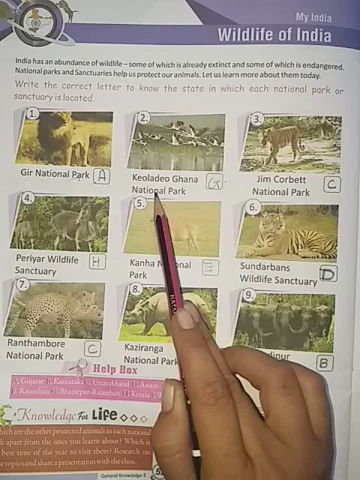 My India
Wildlife of India
India has an abundance of wildlife – some of which is already extinct and some of which is endangered.
National parks and Sanctuaries help us protect our animals. Let us learn more about them today.
Write the correct letter to know the state in which each national park or
sanctuary is located.
1.
2.
3.
Gir National Park A
Keoladeo Ghana G
National Park
Jim Corbett C
National Park
4.
5.
6.
Periyar Wildlife H
Sanctuary
Kanha National E
Park
Sundarbans D
Wildlife Sanctuary
7.
8.
9.
Ranthambore C
National Park
Kaziranga
National Park
dipur B
Help Box
Gujarat Karnataka Uttarakhand Assam
Rajasthan Bharatpur-Rajasthan Kerala
Knowledge For Life
hich are the other protected animals in each national
k apart from the ones you learnt about? Which is
best time of the year to visit them? Research on
e topics and share a presentation with the class.
General Knowledge-5